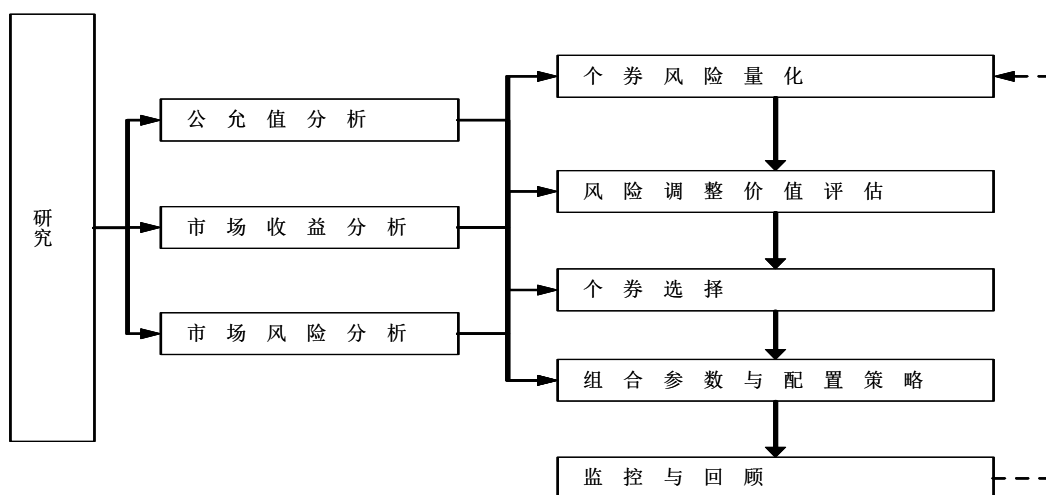 研究
公允值分析
市场收益分析
市场风险分析
个券风险量化
风险调整价值评估
个券选择
组合参数与配置策略
监控与回顾